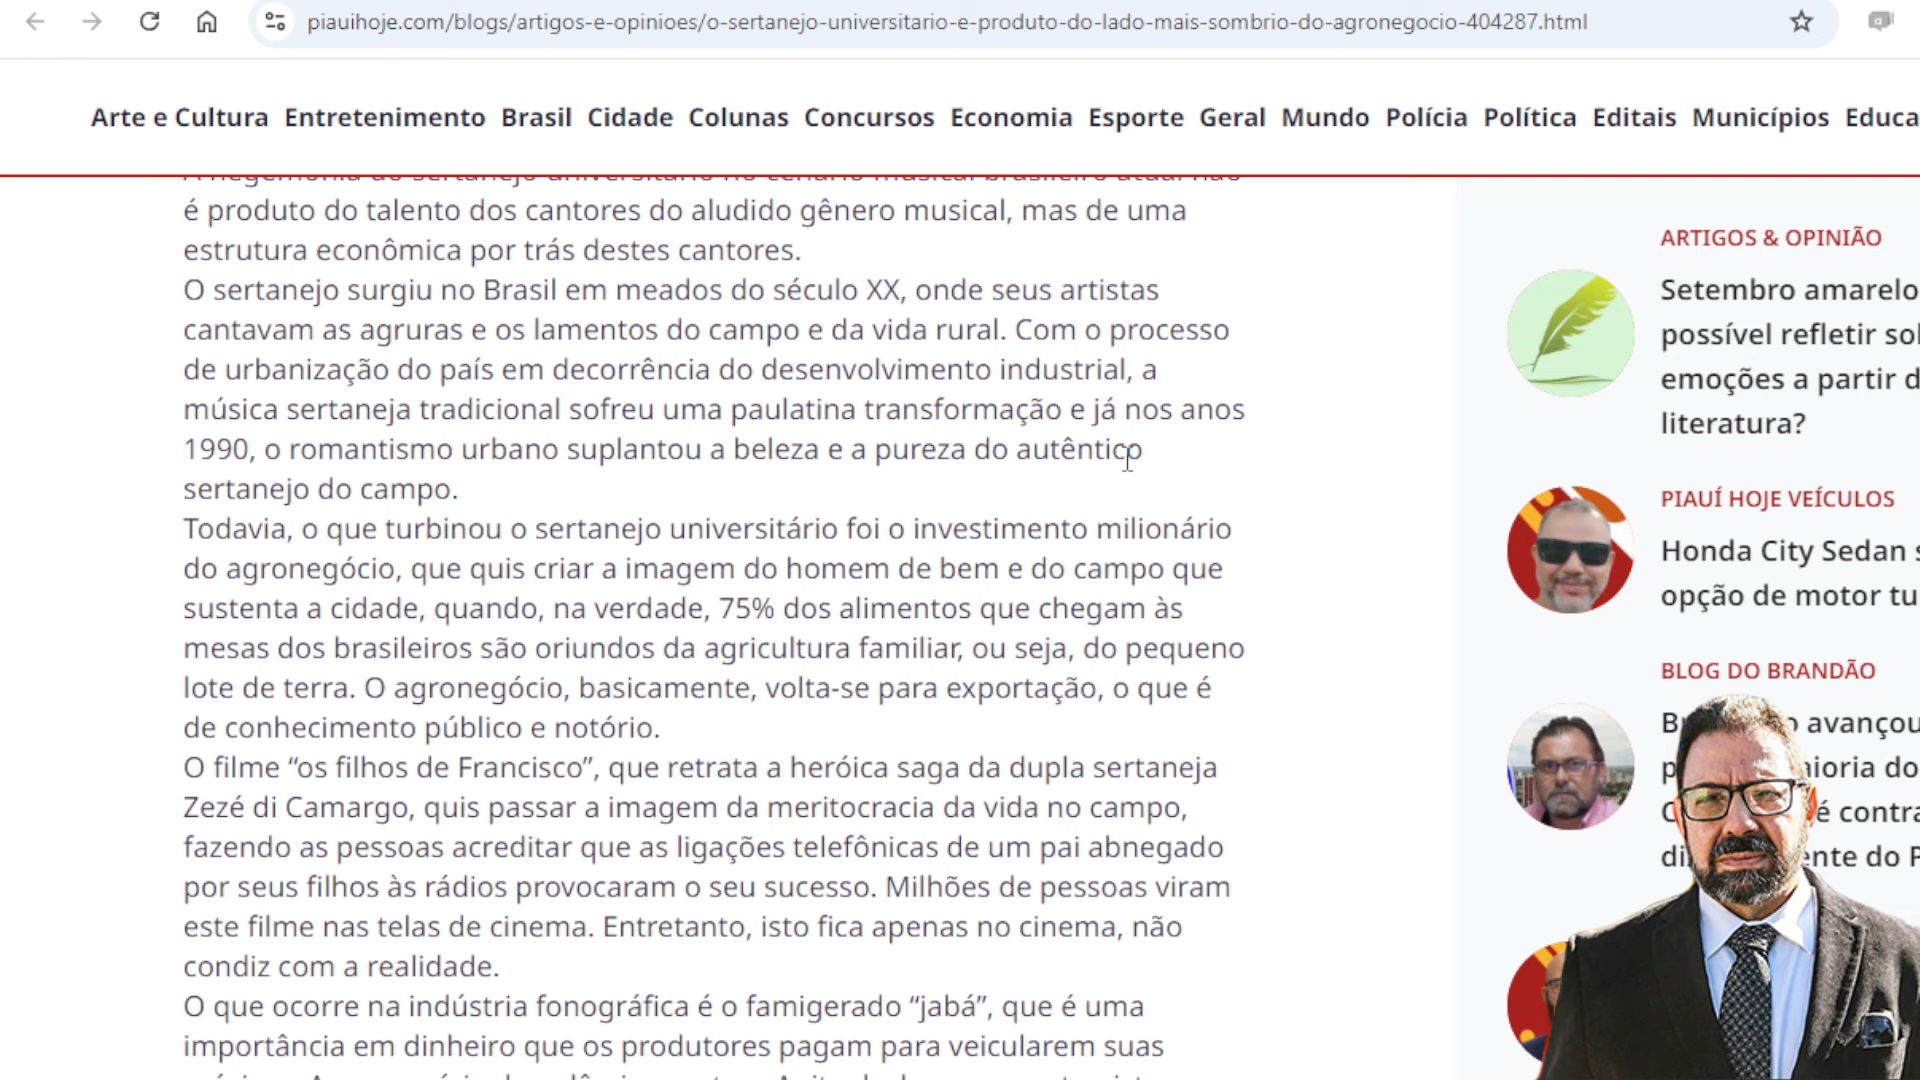 piauihoje.com/blogs/artigos-e-opinioes/o-sertanejo-universitario-e-produto-do-lado-mais-sombrio-do-agronegocio-404287.html
Arte e Cultura Entretenimento Brasil Cidade Colunas Concursos Economia Esporte Geral Mundo Polícia Política Editais Municípios Educa
A hegemonia do sertanejo universitário no cenário musical brasileiro atual não
é produto do talento dos cantores do aludido gênero musical, mas de uma
estrutura econômica por trás destes cantores.
O sertanejo surgiu no Brasil em meados do século XX, onde seus artistas
cantavam as agruras e os lamentos do campo e da vida rural. Com o processo
de urbanização do país em decorrência do desenvolvimento industrial, a
música sertaneja tradicional sofreu uma paulatina transformação e já nos anos
1990, o romantismo urbano suplantou a beleza e a pureza do autêntico
sertanejo do campo.
Todavia, o que turbinou o sertanejo universitário foi o investimento milionário
do agronegócio, que quis criar a imagem do homem de bem e do campo que
sustenta a cidade, quando, na verdade, 75% dos alimentos que chegam às
mesas dos brasileiros são oriundos da agricultura familiar, ou seja, do pequeno
lote de terra. O agronegócio, basicamente, volta-se para exportação, o que é
de conhecimento público e notório.
O filme “os filhos de Francisco”, que retrata a heróica saga da dupla sertaneja
Zezé di Camargo, quis passar a imagem da meritocracia da vida no campo,
fazendo as pessoas acreditar que as ligações telefônicas de um pai abnegado
por seus filhos às rádios provocaram o seu sucesso. Milhões de pessoas viram
este filme nas telas de cinema. Entretanto, isto fica apenas no cinema, não
condiz com a realidade.
O que ocorre na indústria fonográfica é o famigerado “jabá”, que é uma
importância em dinheiro que os produtores pagam para veicularem suas
ARTIGOS & OPINIÃO
Setembro amarelo
possível refletir so
emoções a partir d
literatura?
PIAUÍ HOJE VEÍCULOS
Honda City Sedan s
opção de motor tu
BLOG DO BRANDÃO
avançou
ioria do
é contra
ente do P